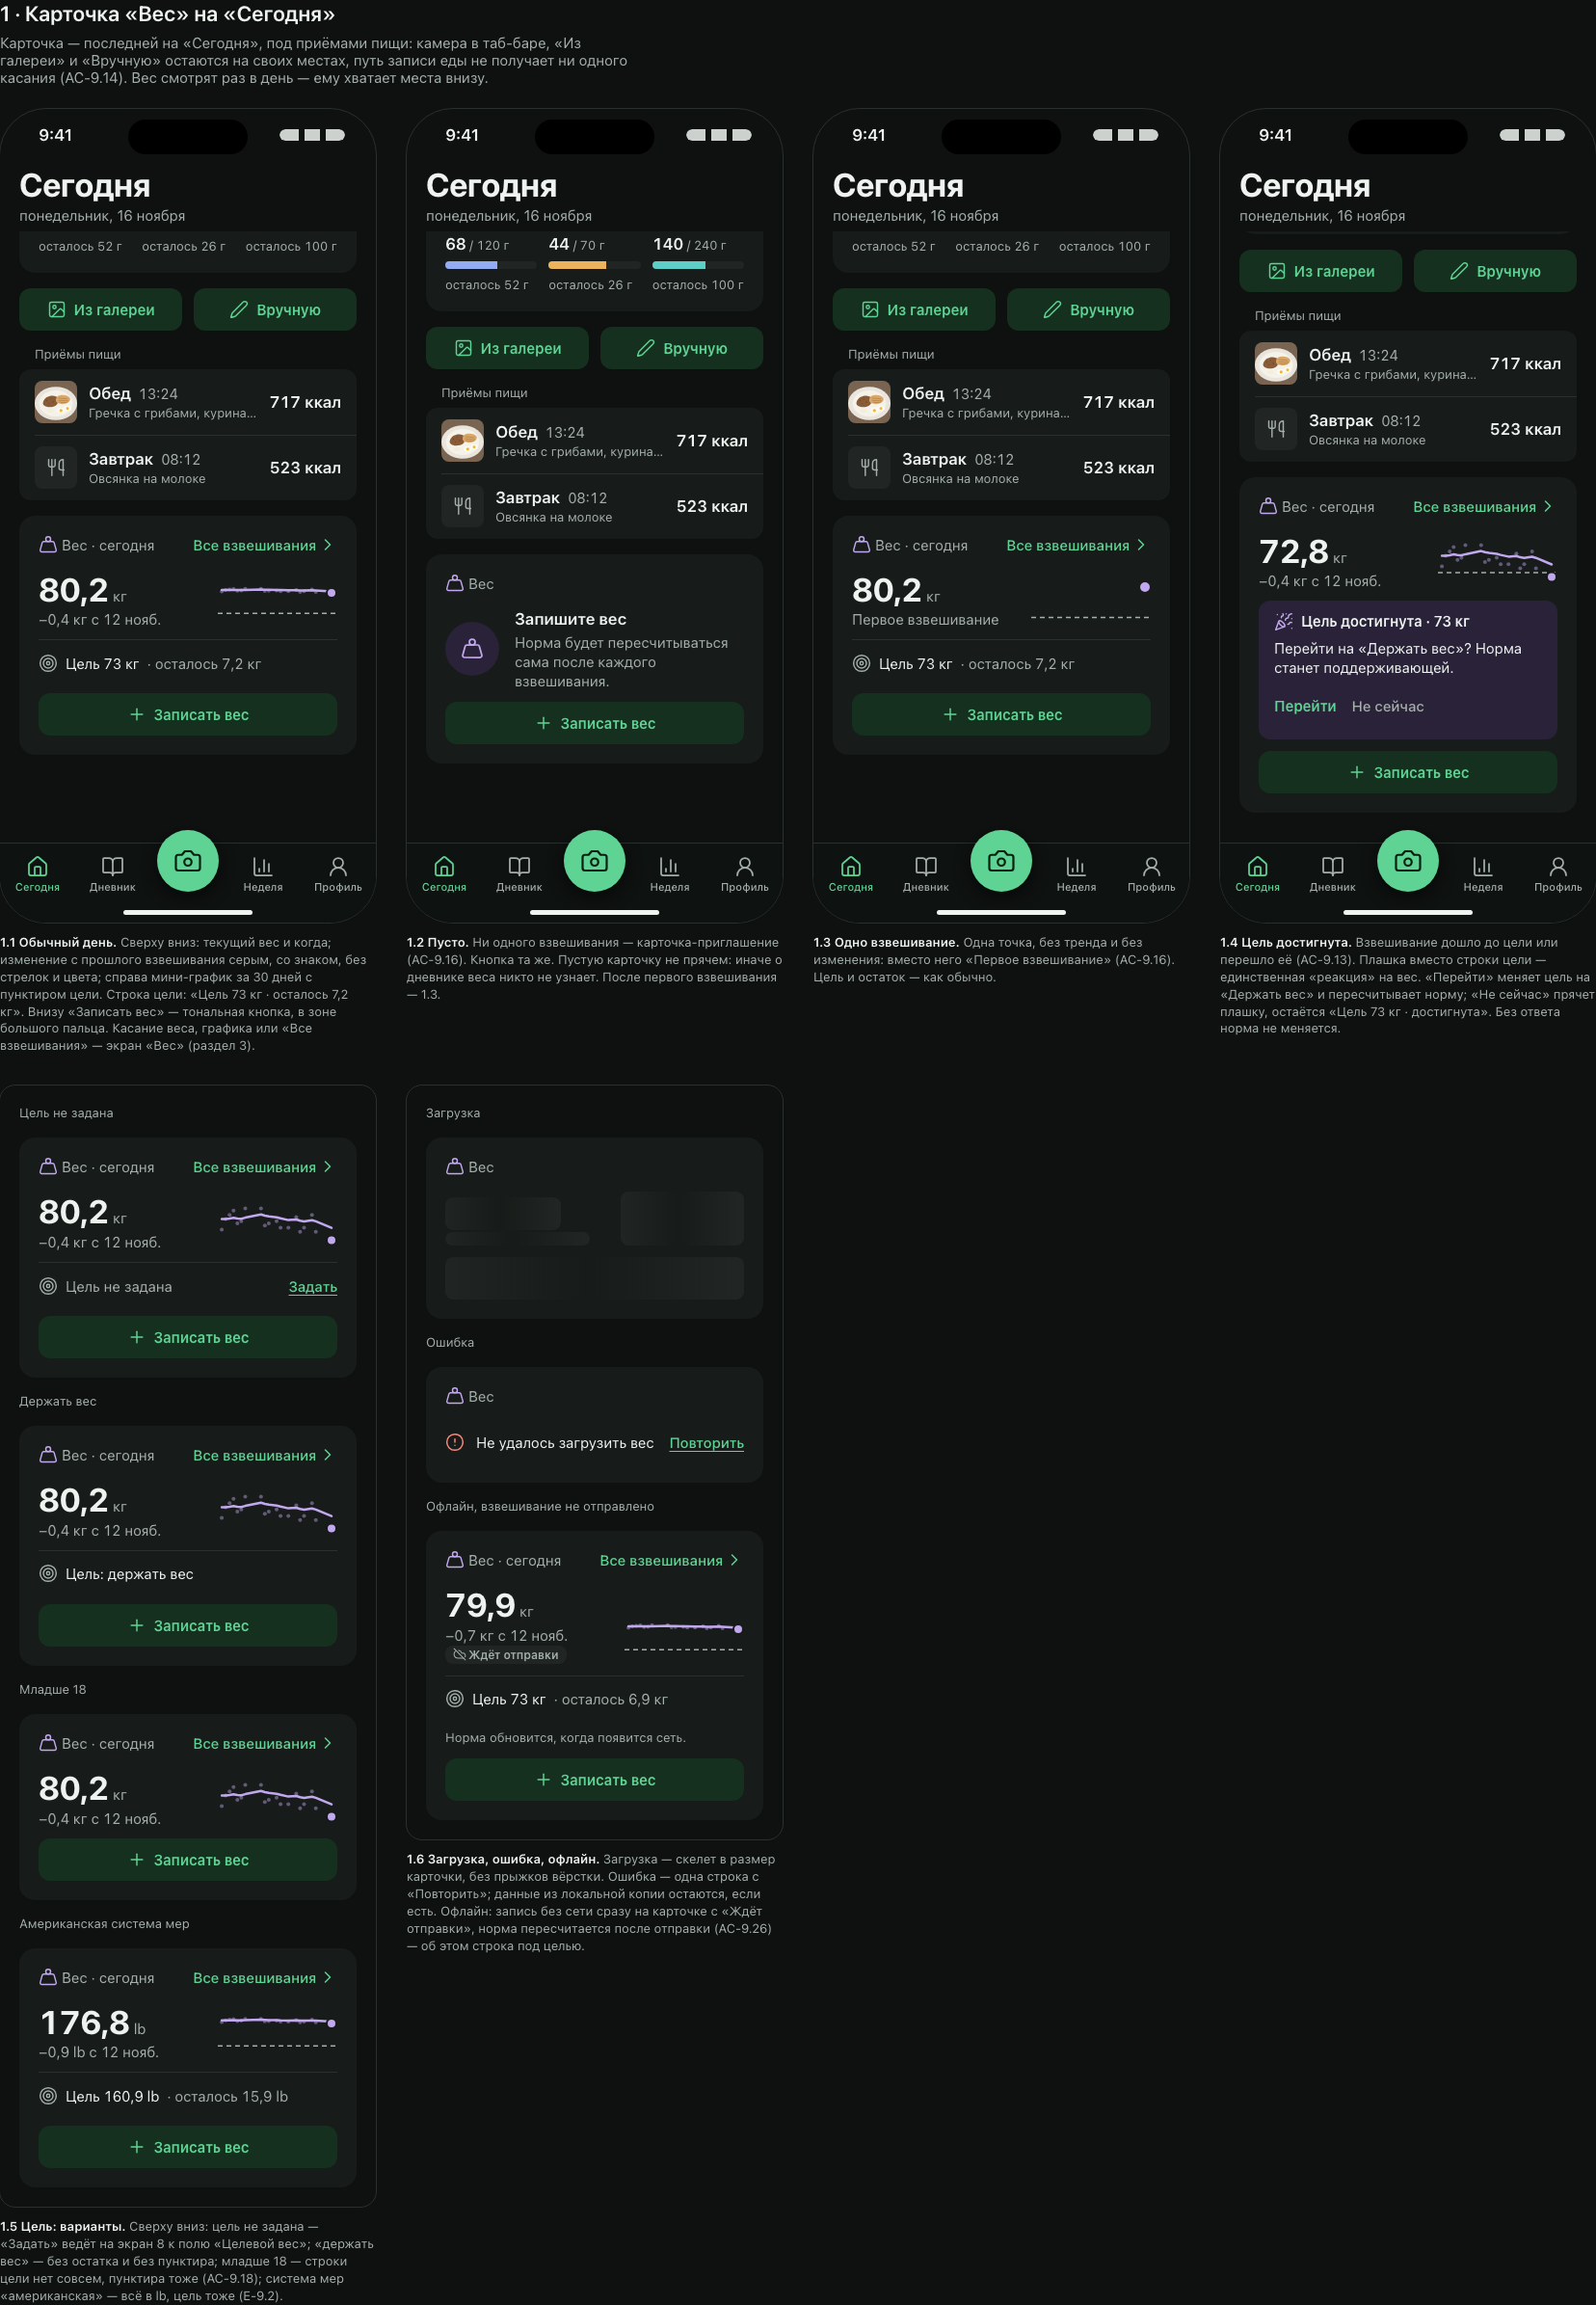 1 · Карточка «Вес» на «Сегодня»
Карточка — последней на «Сегодня», под приёмами пищи: камера в таб-баре, «Из
галереи» и «Вручную» остаются на своих местах, путь записи еды не получает ни одного
касания (AC-9.14). Вес смотрят раз в день — ему хватает места внизу.
9:41
Сегодня
понедельник, 16 ноября
осталось 52 г осталось 26 г осталось 100 г
Из галереи Вручную
Приёмы пищи
Обед 13:24
Гречка с грибами, курина... 717 ккал
Завтрак 08:12
Овсянка на молоке 523 ккал
Вес · сегодня Все взвешивания
80,2 кг
−0,4 кг с 12 нояб.
Цель 73 кг · осталось 7,2 кг
Записать вес
Сегодня Дневник Неделя Профиль
1.1 Обычный день. Сверху вниз: текущий вес и когда;
изменение с прошлого взвешивания серым, со знаком, без
стрелок и цвета; справа мини-график за 30 дней с
пунктиром цели. Строка цели: «Цель 73 кг · осталось 7,2
кг». Внизу «Записать вес» — тональная кнопка, в зоне
большого пальца. Касание веса, графика или «Все
взвешивания» — экран «Вес» (раздел 3).
9:41
Сегодня
понедельник, 16 ноября
68 / 120 г 44 / 70 г 140 / 240 г
осталось 52 г осталось 26 г осталось 100 г
Из галереи Вручную
Приёмы пищи
Обед 13:24
Гречка с грибами, курина... 717 ккал
Завтрак 08:12
Овсянка на молоке 523 ккал
Вес
Запишите вес
Норма будет пересчитываться
сама после каждого
взвешивания.
Записать вес
Сегодня Дневник Неделя Профиль
1.2 Пусто. Ни одного взвешивания — карточка-приглашение
(AC-9.16). Кнопка та же. Пустую карточку не прячем: иначе о
дневнике веса никто не узнает. После первого взвешивания
— 1.3.
9:41
Сегодня
понедельник, 16 ноября
осталось 52 г осталось 26 г осталось 100 г
Из галереи Вручную
Приёмы пищи
Обед 13:24
Гречка с грибами, курина... 717 ккал
Завтрак 08:12
Овсянка на молоке 523 ккал
Вес · сегодня Все взвешивания
80,2 кг
Первое взвешивание
Цель 73 кг · осталось 7,2 кг
Записать вес
Сегодня Дневник Неделя Профиль
1.3 Одно взвешивание. Одна точка, без тренда и без
изменения: вместо него «Первое взвешивание» (AC-9.16).
Цель и остаток — как обычно.
9:41
Сегодня
понедельник, 16 ноября
Из галереи Вручную
Приёмы пищи
Обед 13:24
Гречка с грибами, курина... 717 ккал
Завтрак 08:12
Овсянка на молоке 523 ккал
Вес · сегодня Все взвешивания
72,8 кг
−0,4 кг с 12 нояб.
Цель достигнута · 73 кг
Перейти на «Держать вес»? Норма
станет поддерживающей.
Перейти Не сейчас
Записать вес
Сегодня Дневник Неделя Профиль
1.4 Цель достигнута. Взвешивание дошло до цели или
перешло её (AC-9.13). Плашка вместо строки цели —
единственная «реакция» на вес. «Перейти» меняет цель на
«Держать вес» и пересчитывает норму; «Не сейчас» прячет
плашку, остаётся «Цель 73 кг · достигнута». Без ответа
норма не меняется.
Цель не задана
Вес · сегодня Все взвешивания
80,2 кг
−0,4 кг с 12 нояб.
Цель не задана Задать
Записать вес
Держать вес
Вес · сегодня Все взвешивания
80,2 кг
−0,4 кг с 12 нояб.
Цель: держать вес
Записать вес
Младше 18
Вес · сегодня Все взвешивания
80,2 кг
−0,4 кг с 12 нояб.
Записать вес
Американская система мер
Вес · сегодня Все взвешивания
176,8 lb
−0,9 lb с 12 нояб.
Цель 160,9 lb · осталось 15,9 lb
Записать вес
1.5 Цель: варианты. Сверху вниз: цель не задана —
«Задать» ведёт на экран 8 к полю «Целевой вес»; «держать
вес» — без остатка и без пунктира; младше 18 — строки
цели нет совсем, пунктира тоже (AC-9.18); система мер
«американская» — всё в lb, цель тоже (E-9.2).
Загрузка
Вес
Ошибка
Вес
Не удалось загрузить вес Повторить
Офлайн, взвешивание не отправлено
Вес · сегодня Все взвешивания
79,9 кг
−0,7 кг с 12 нояб.
Ждёт отправки
Цель 73 кг · осталось 6,9 кг
Норма обновится, когда появится сеть.
Записать вес
1.6 Загрузка, ошибка, офлайн. Загрузка — скелет в размер
карточки, без прыжков вёрстки. Ошибка — одна строка с
«Повторить»; данные из локальной копии остаются, если
есть. Офлайн: запись без сети сразу на карточке с «Ждёт
отправки», норма пересчитается после отправки (AC-9.26)
— об этом строка под целью.